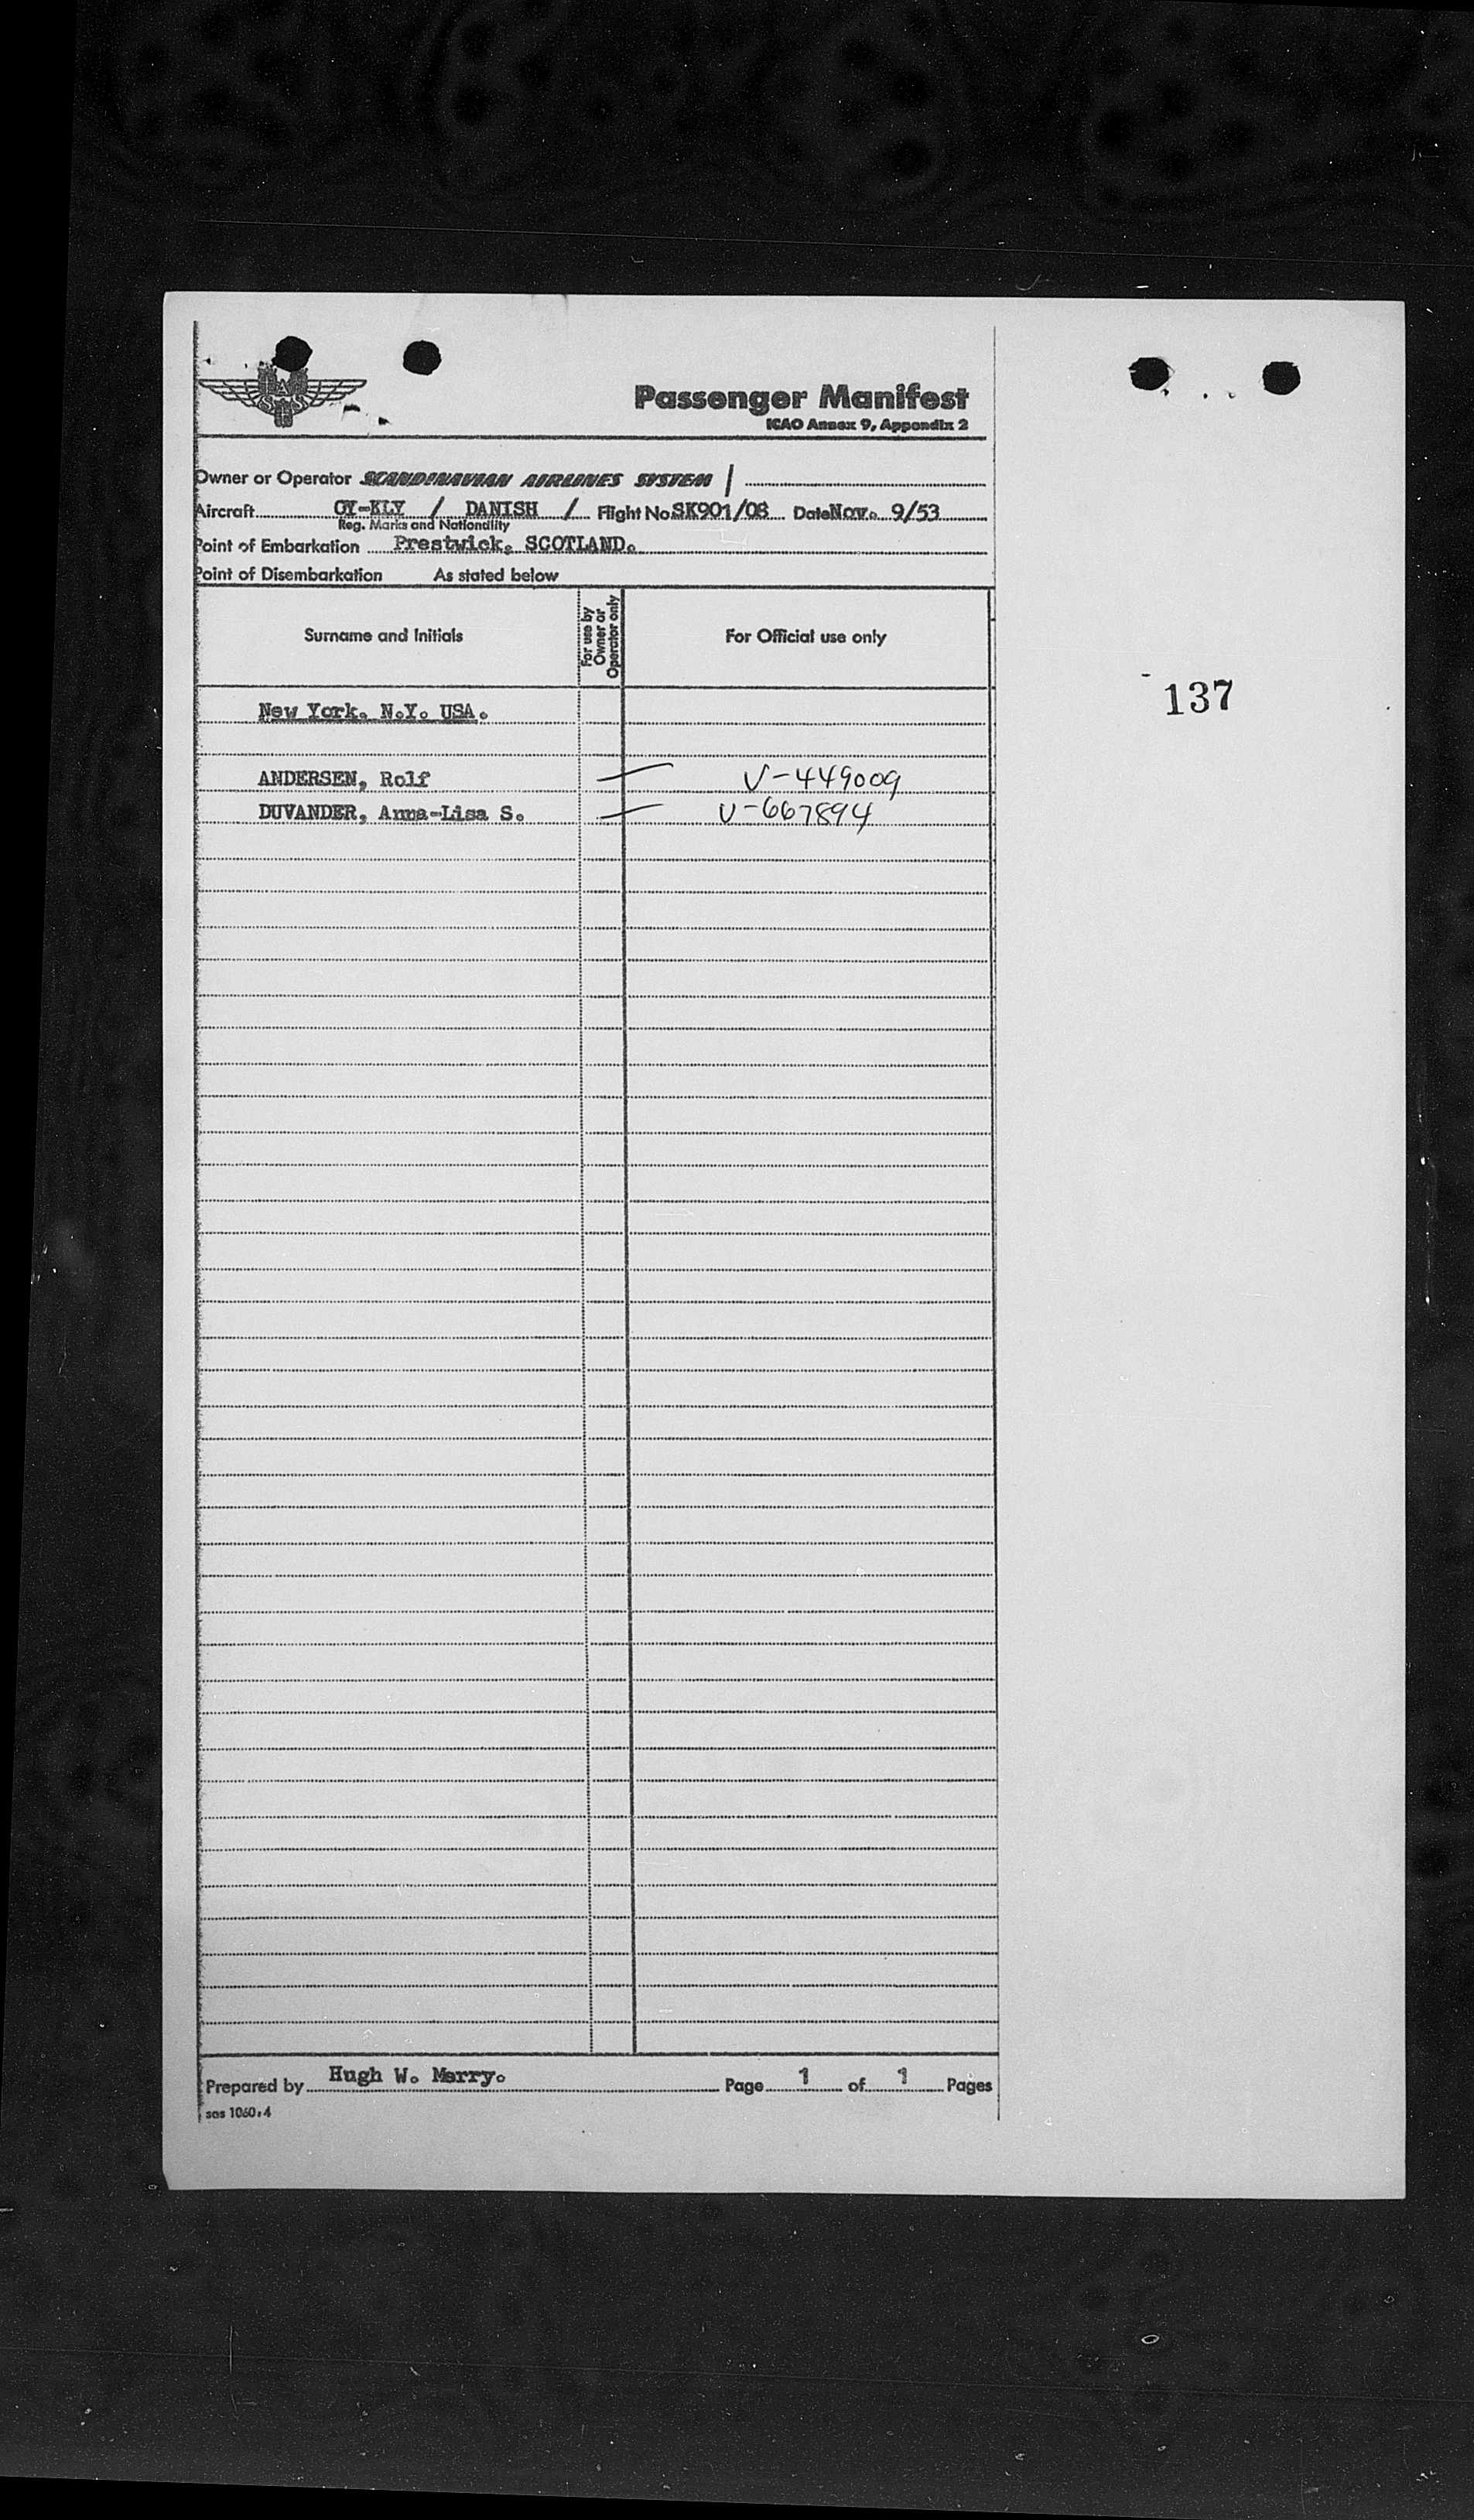 SAS
Passenger Manifest
ICAO Annex 9, Appendix 2
Owner or Operator SCANDINAVIAN AIRLINES SYSTEM /
Aircraft OY-KLY / DANISH / Flight No SK901/08 Date Nov. 9/53
Reg. Marks and Nationality
Point of Embarkation Prestwick. SCOTLAND.
Point of Disembarkation As stated below
Surname and Initials For use by Owner or Operator only For Official use only
New York. N.Y. USA.
137
ANDERSEN, Rolf V-449009
DUVANDER, Anna-Lisa S. V-667894
Prepared by Hugh W. Merry. Page 1 of 1 Pages
sas 1060:4